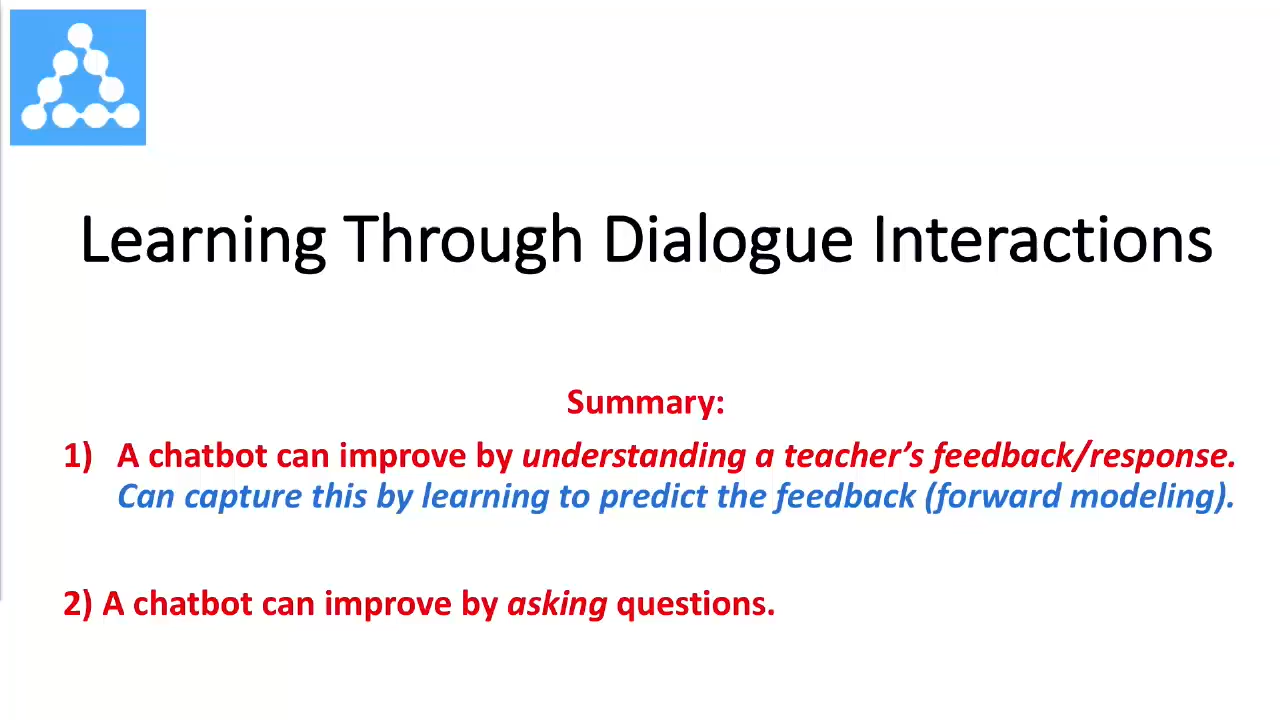 Learning Through Dialogue Interactions
Summary:
1) A chatbot can improve by understanding a teacher’s feedback/response.
Can capture this by learning to predict the feedback (forward modeling).
2) A chatbot can improve by asking questions.